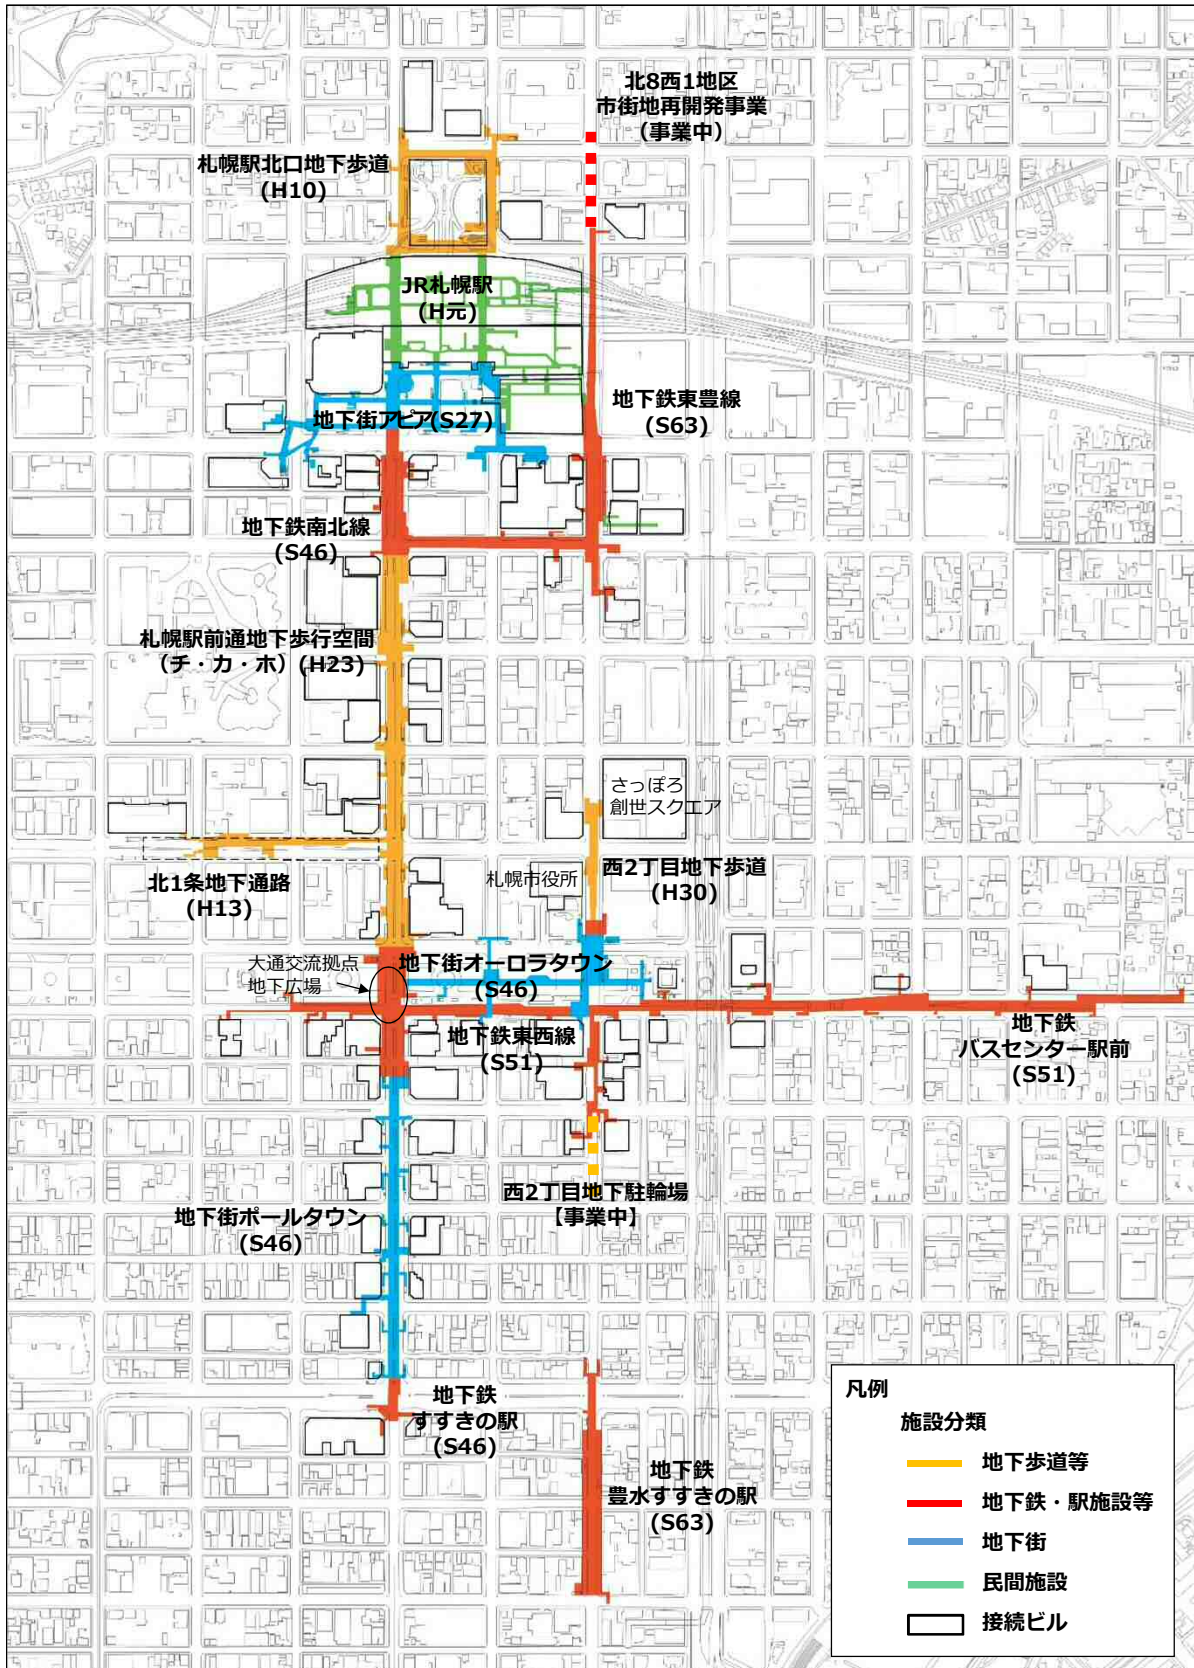 北8西1地区
市街地再開発事業
(事業中)
札幌駅北口地下歩道
(H10)
JR札幌駅
(H元)
地下鉄東豊線
(S63)
地下街アピア(S27)
地下鉄南北線
(S46)
札幌駅前通地下歩行空間
(チ・カ・ホ) (H23)
さっぽろ
創世スクエア
西2丁目地下歩道
(H30)
札幌市役所
北1条地下通路
(H13)
大通交流拠点
地下広場
地下街オーロラタウン
(S46)
地下鉄東西線
(S51)
地下鉄
バスセンター駅前
(S51)
西2丁目地下駐輪場
【事業中】
地下街ポールタウン
(S46)
地下鉄
すすきの駅
(S46)
地下鉄
豊水すすきの駅
(S63)
凡例
施設分類
地下歩道等
地下鉄・駅施設等
地下街
民間施設
接続ビル